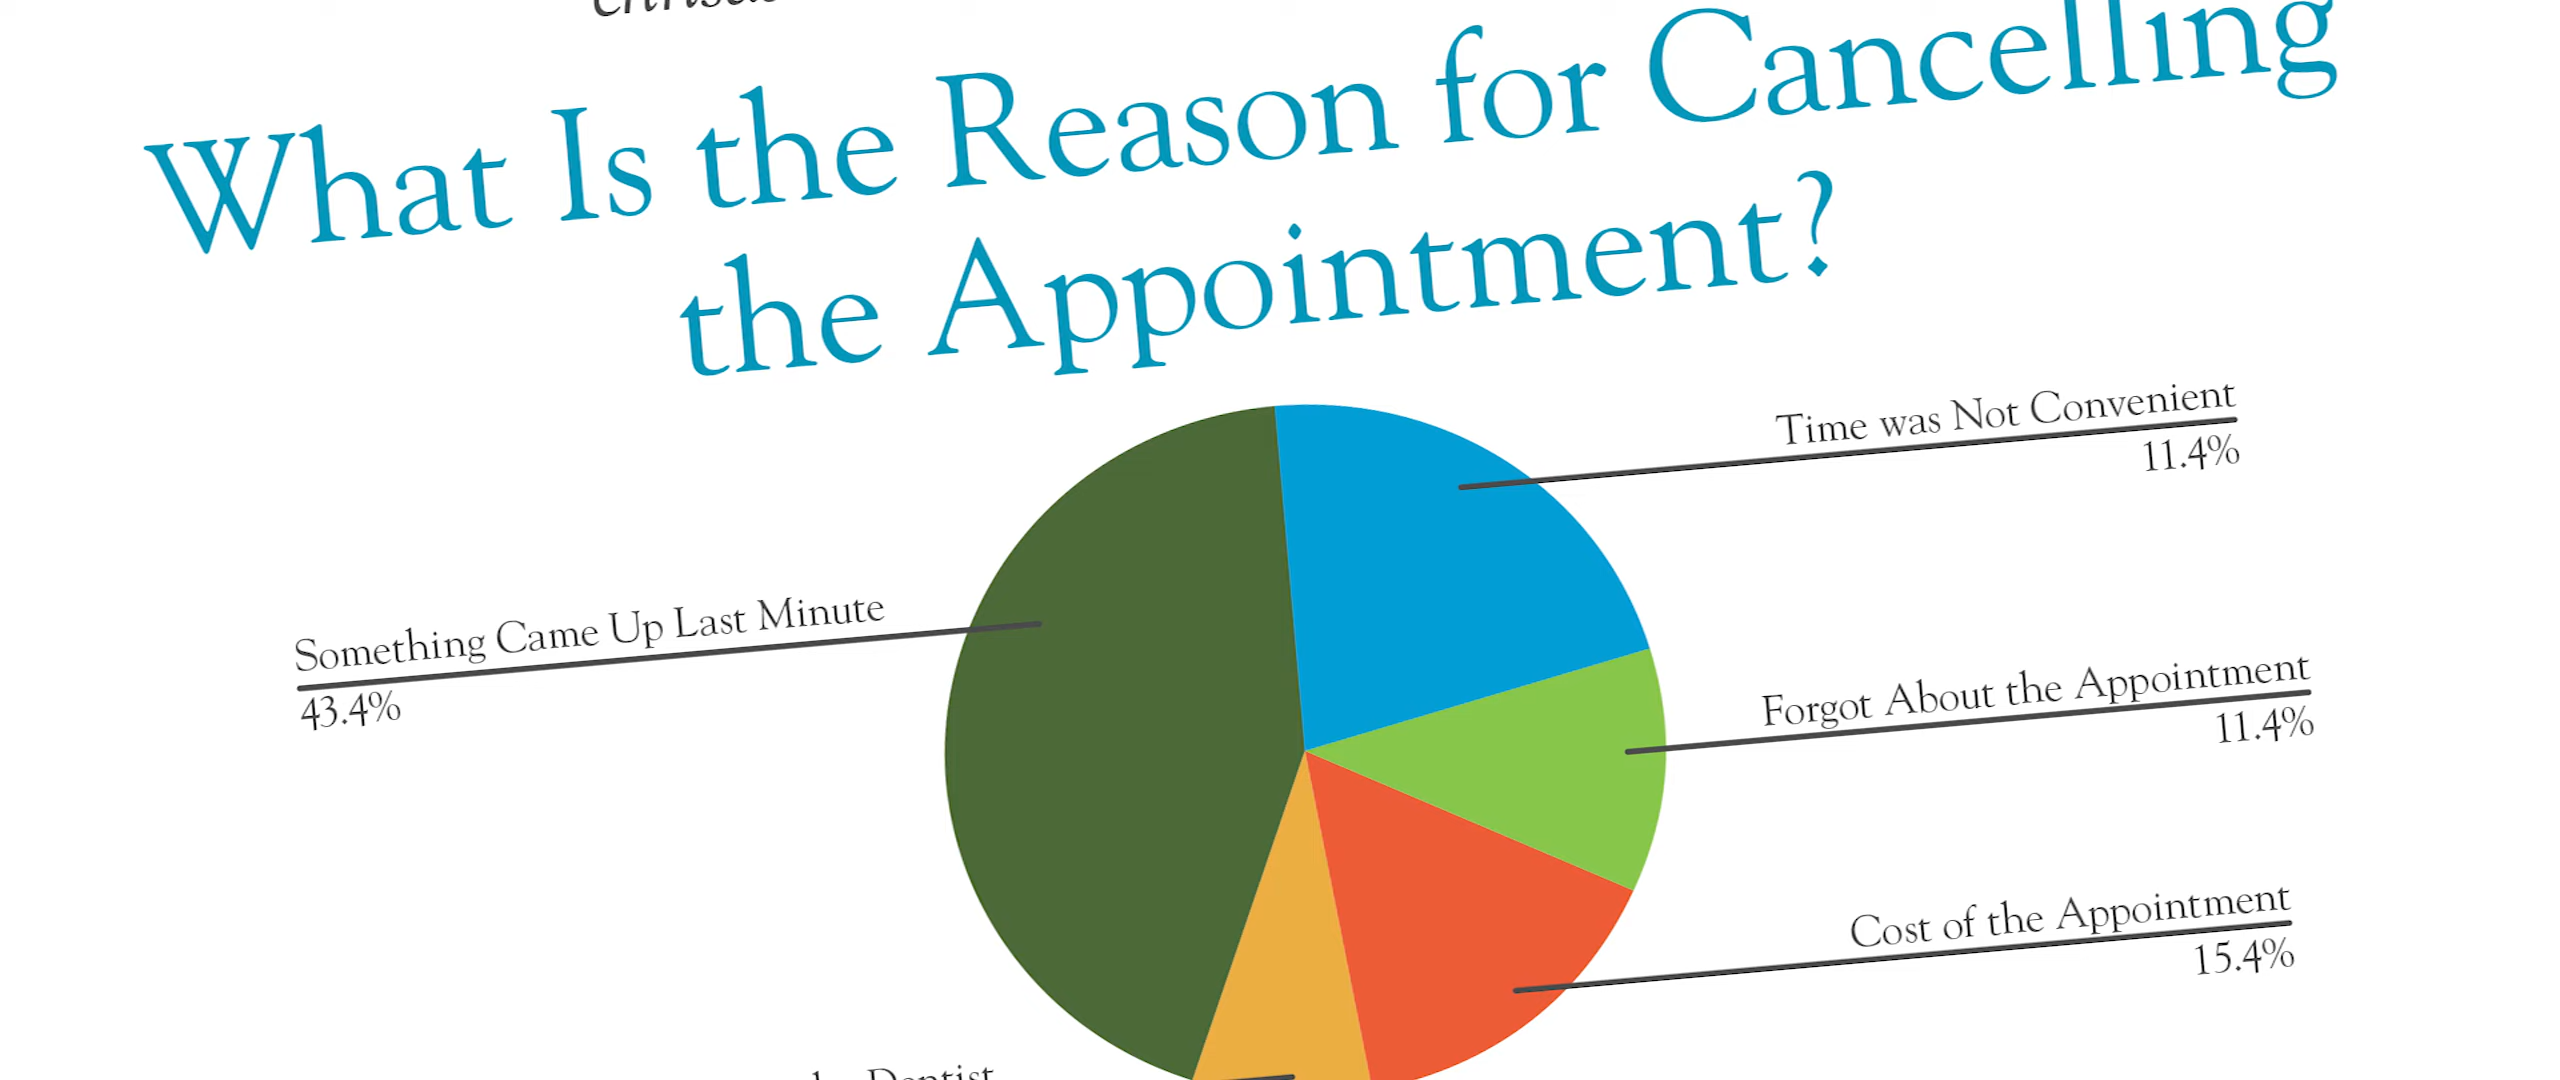 What Is the Reason for Cancelling
the Appointment?
Time was Not Convenient
11.4%
Something Came Up Last Minute
43.4%
Forgot About the Appointment
11.4%
Cost of the Appointment
15.4%
Dentist